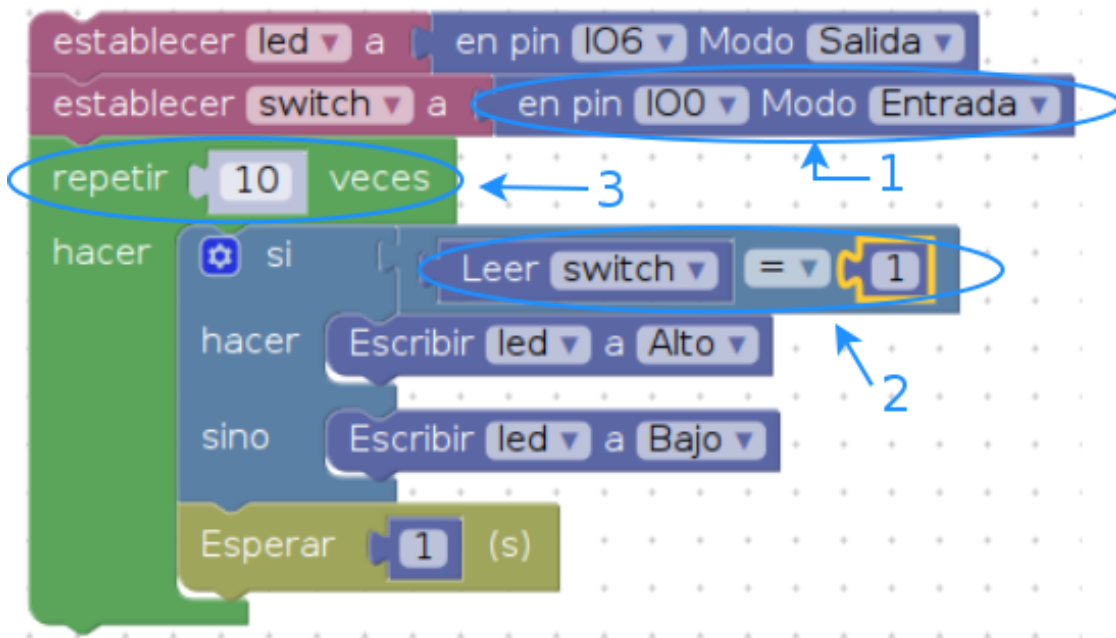 establecer led a en pin IO6 Modo Salida
establecer switch a en pin IO0 Modo Entrada
1
repetir 10 veces 3
hacer si Leer switch = 1
hacer Escribir led a Alto
2
sino Escribir led a Bajo
Esperar 1 (s)